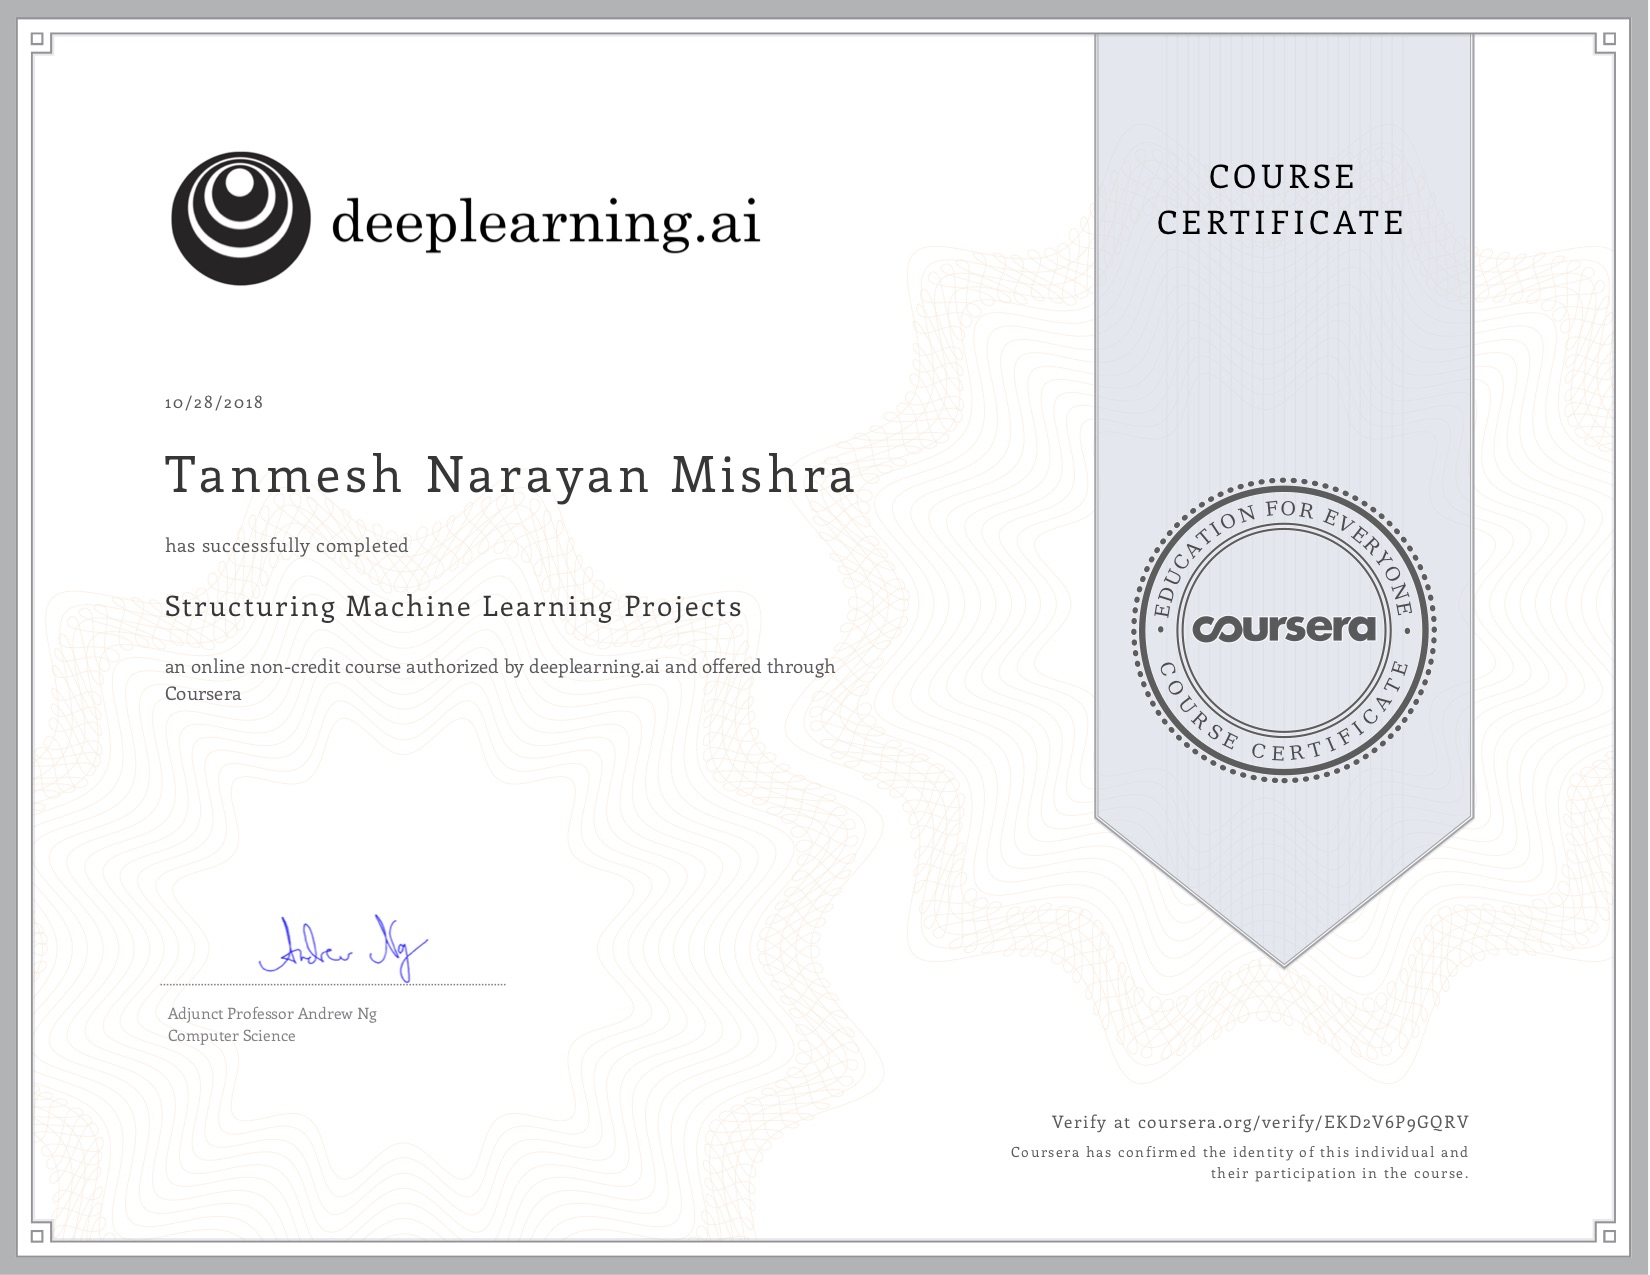 deeplearning.ai
COURSE
CERTIFICATE
10/28/2018
Tanmesh Narayan Mishra
has successfully completed
Structuring Machine Learning Projects
an online non-credit course authorized by deeplearning.ai and offered through
Coursera
EDUCATION FOR EVERYONE
coursera
COURSE CERTIFICATE
Andrew Ng
Adjunct Professor Andrew Ng
Computer Science
Verify at coursera.org/verify/EKD2V6P9GQRV
Coursera has confirmed the identity of this individual and
their participation in the course.